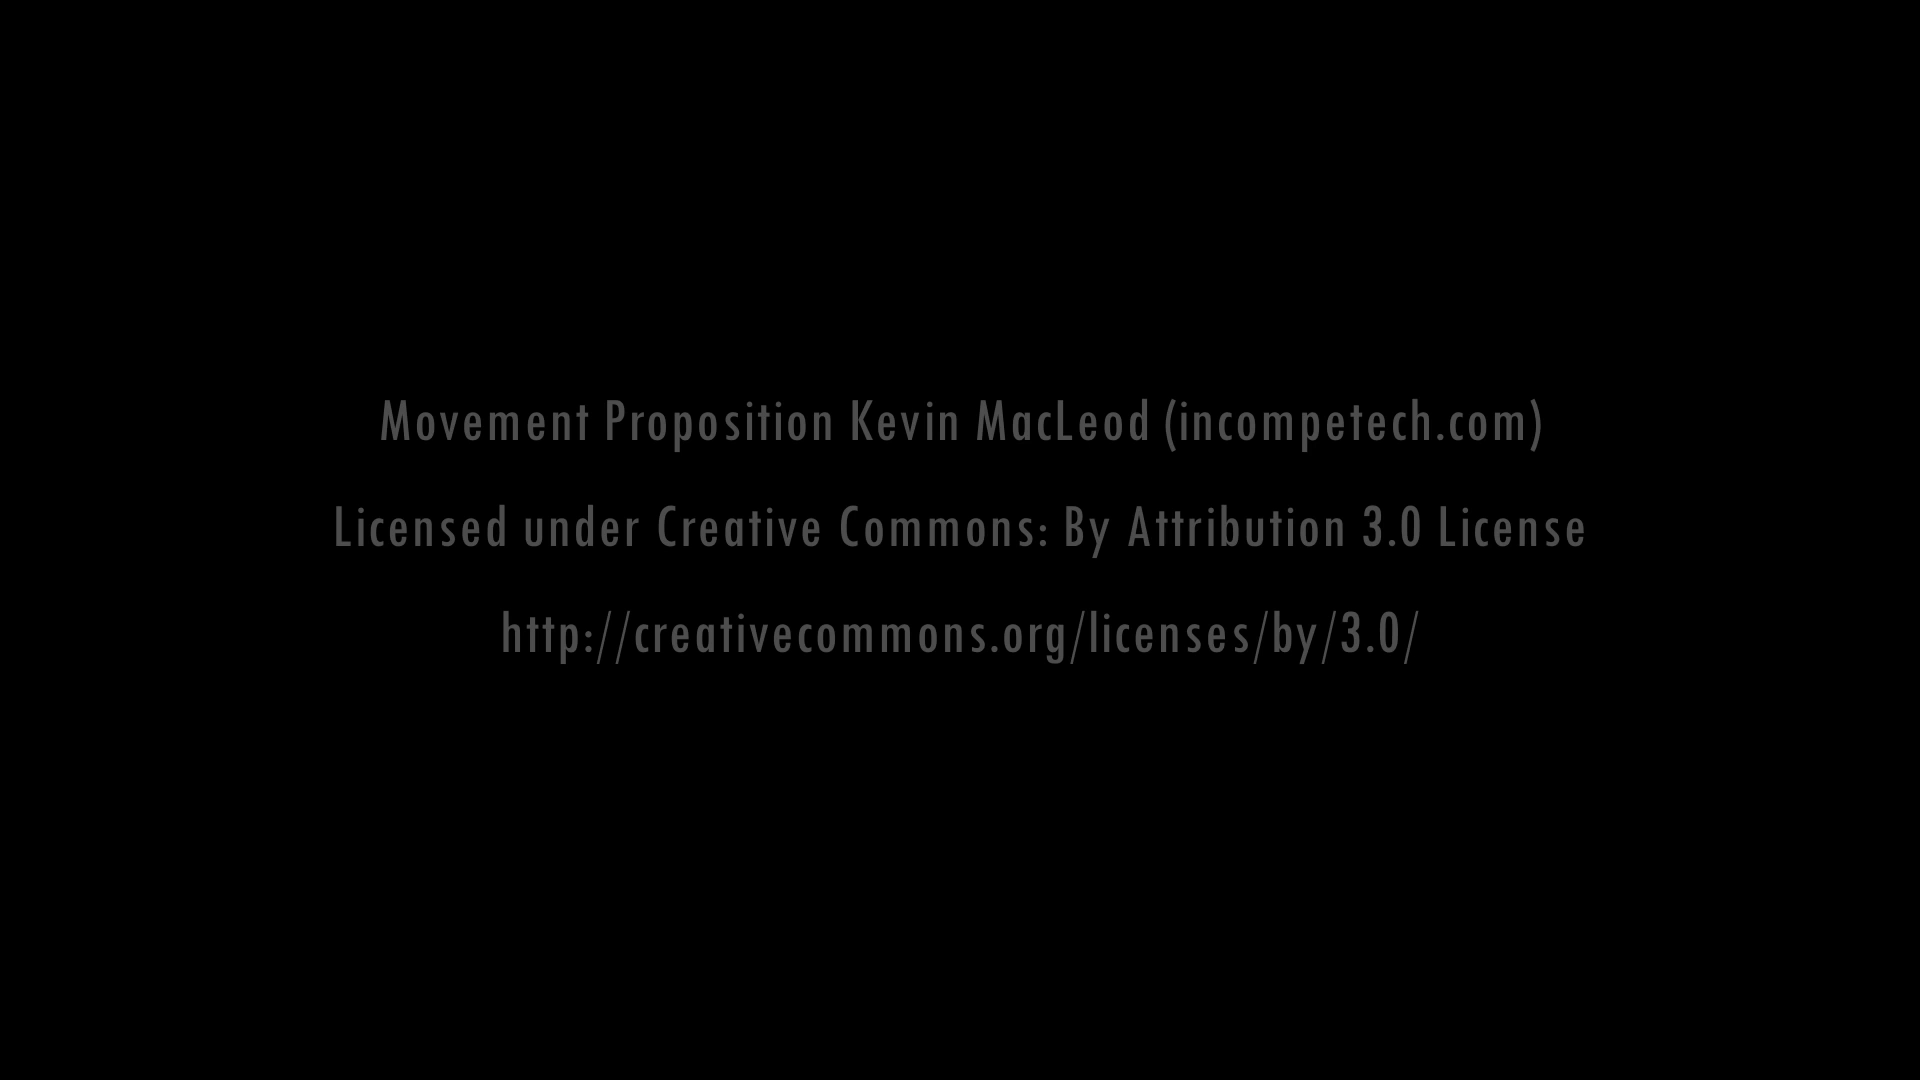 Movement Proposition Kevin MacLeod (incompetech.com)
Licensed under Creative Commons: By Attribution 3.0 License
http://creativecommons.org/licenses/by/3.0/